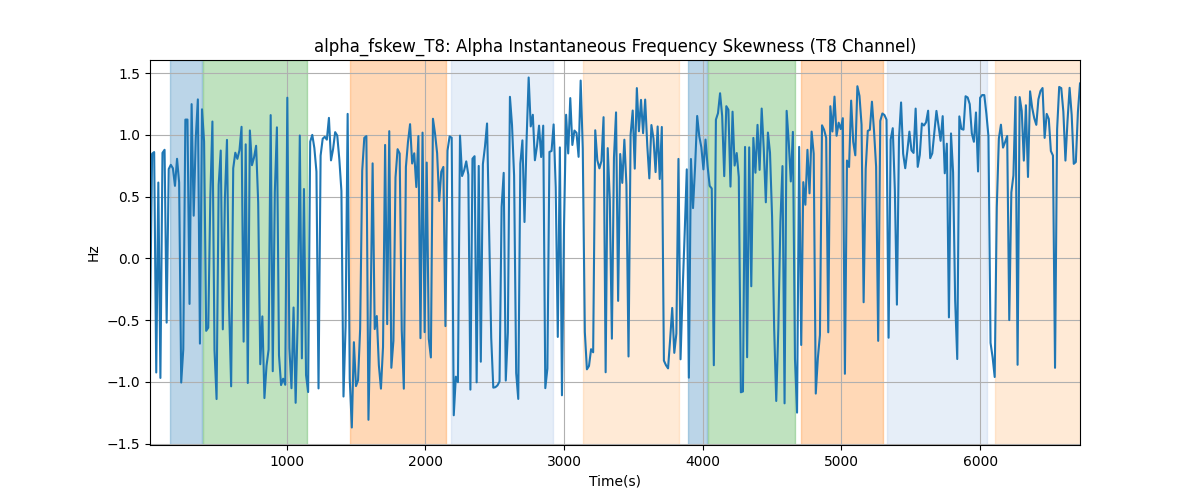 alpha_fskew_T8: Alpha Instantaneous Frequency Skewness (T8 Channel)
1.5
1.0
0.5
0.0
−0.5
−1.0
−1.5
Hz
1000 2000 3000 4000 5000 6000
Time(s)